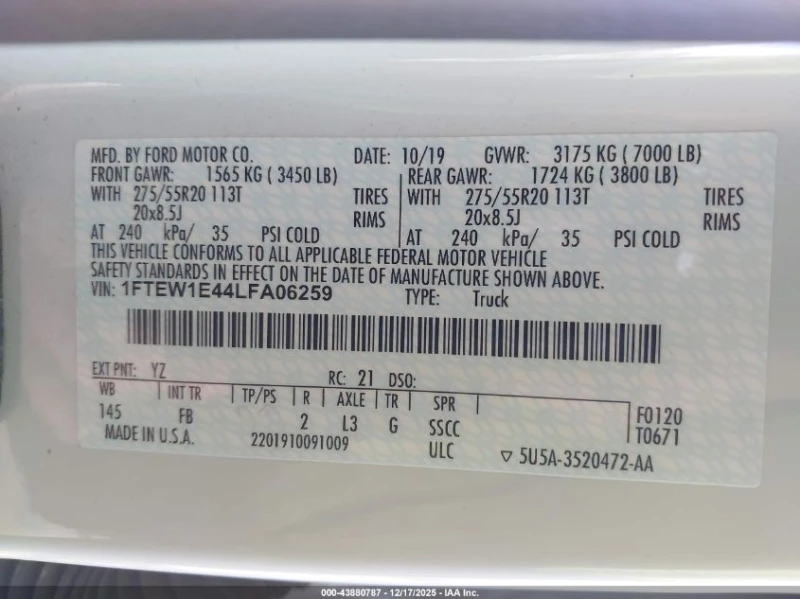 MFD. BY FORD MOTOR CO. DATE: 10/19 GVWR: 3175 KG ( 7000 LB)
FRONT GAWR: 1565 KG ( 3450 LB) REAR GAWR: 1724 KG ( 3800 LB)
WITH 275/55R20 113T TIRES WITH 275/55R20 113T TIRES
20x8.5J RIMS 20x8.5J RIMS
AT 240 kPa/ 35 PSI COLD AT 240 kPa/ 35 PSI COLD
THIS VEHICLE CONFORMS TO ALL APPLICABLE FEDERAL MOTOR VEHICLE
SAFETY STANDARDS IN EFFECT ON THE DATE OF MANUFACTURE SHOWN ABOVE.
VIN: 1FTEW1E44LFA06259 TYPE: Truck
EXT PNT: YZ RC: 21 DSO:
WB INT TR TP/PS R AXLE TR SPR
145 FB 2 L3 G SSCC
F0120
T0671
MADE IN U.S.A. 2201910091009 ULC ▽ 5U5A-3520472-AA
000-43880787 - 12/17/2025 - IAA Inc.